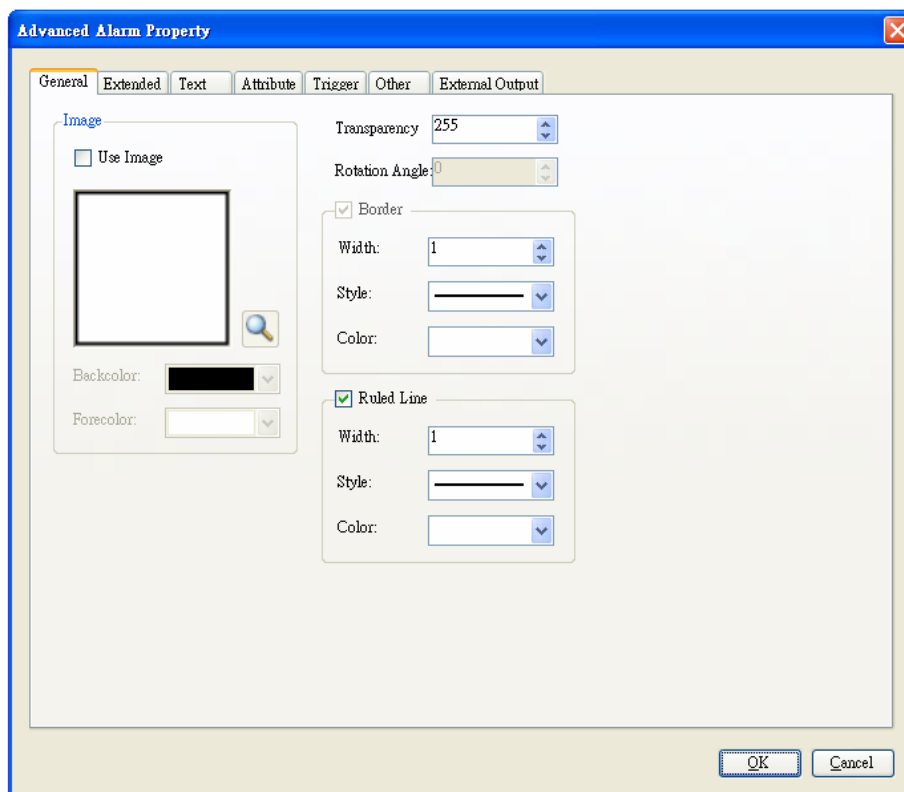 Advanced Alarm Property
General Extended Text Attribute Trigger Other External Output
Image
Use Image
Backcolor:
Forecolor:
Transparency 255
Rotation Angle: 0
Border
Width: 1
Style:
Color:
Ruled Line
Width: 1
Style:
Color:
OK Cancel